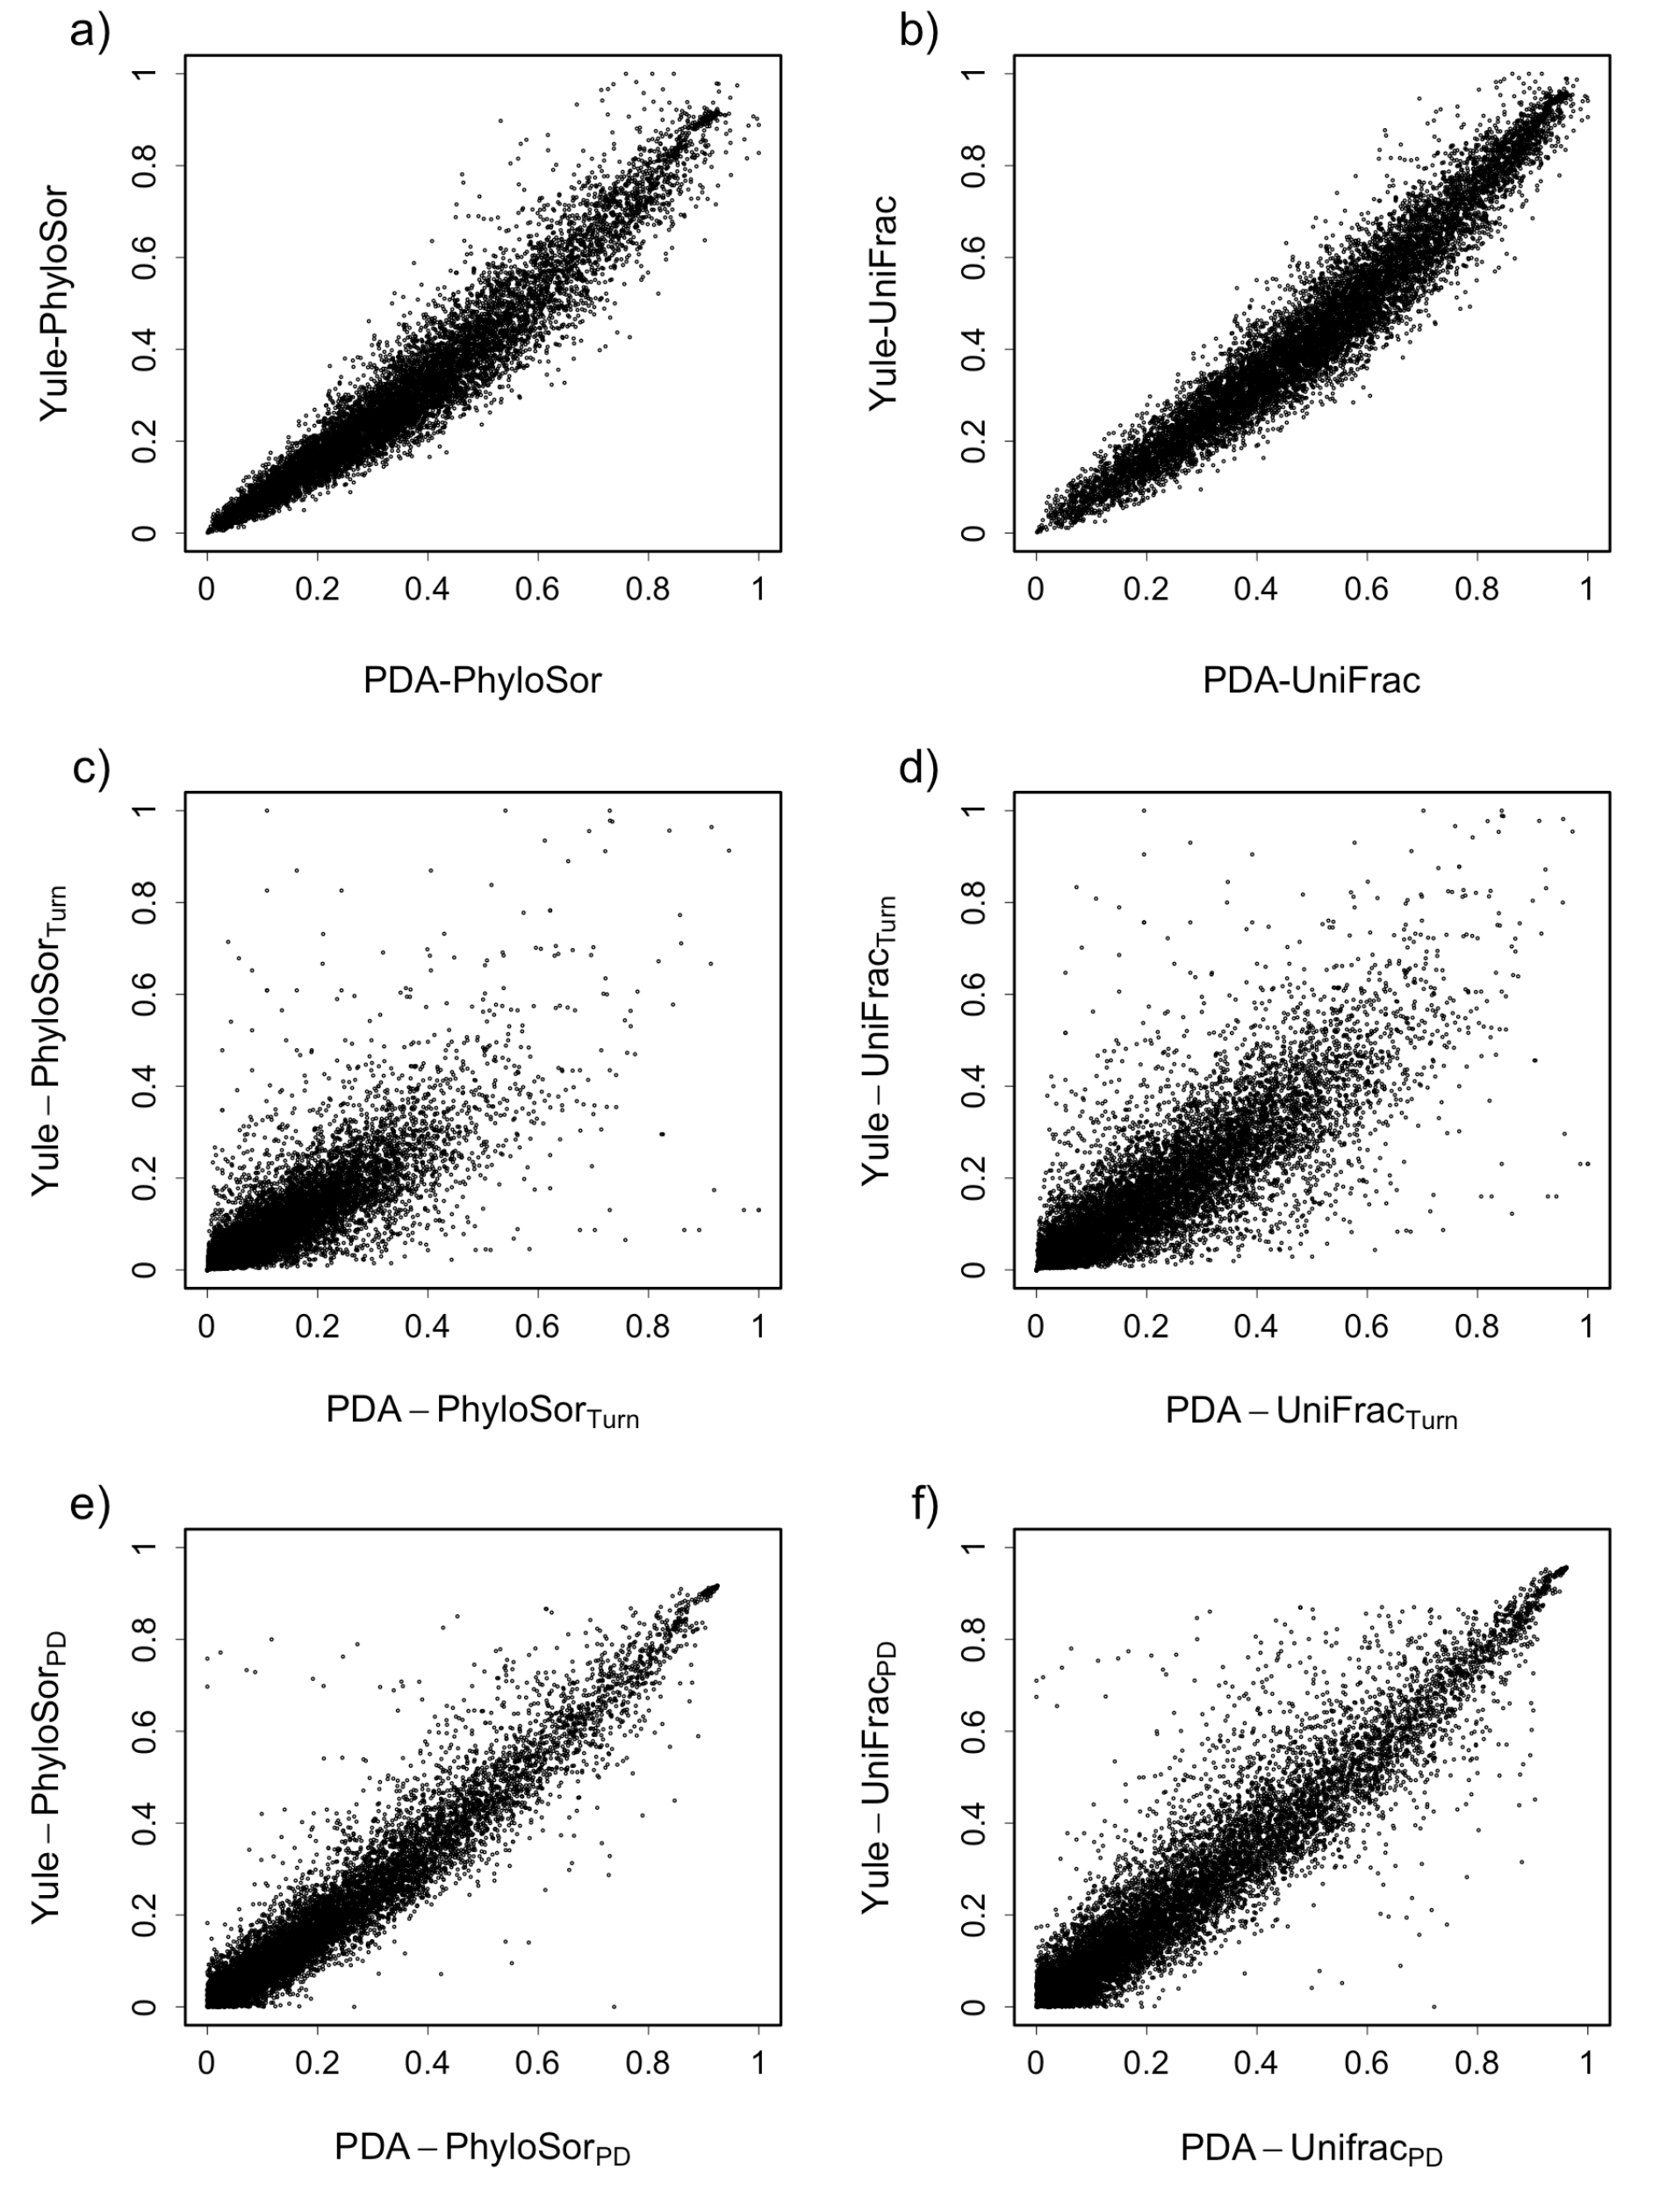 a)
Yule-PhyloSor
1
0.8
0.6
0.4
0.2
0
0 0.2 0.4 0.6 0.8 1
PDA-PhyloSor
b)
Yule-UniFrac
1
0.8
0.6
0.4
0.2
0
0 0.2 0.4 0.6 0.8 1
PDA-UniFrac
c)
Yule – PhyloSorTurn
1
0.8
0.6
0.4
0.2
0
0 0.2 0.4 0.6 0.8 1
PDA – PhyloSorTurn
d)
Yule – UniFracTurn
1
0.8
0.6
0.4
0.2
0
0 0.2 0.4 0.6 0.8 1
PDA – UniFracTurn
e)
Yule – PhyloSorPD
1
0.8
0.6
0.4
0.2
0
0 0.2 0.4 0.6 0.8 1
PDA – PhyloSorPD
f)
Yule – UniFracPD
1
0.8
0.6
0.4
0.2
0
0 0.2 0.4 0.6 0.8 1
PDA – UnifracPD